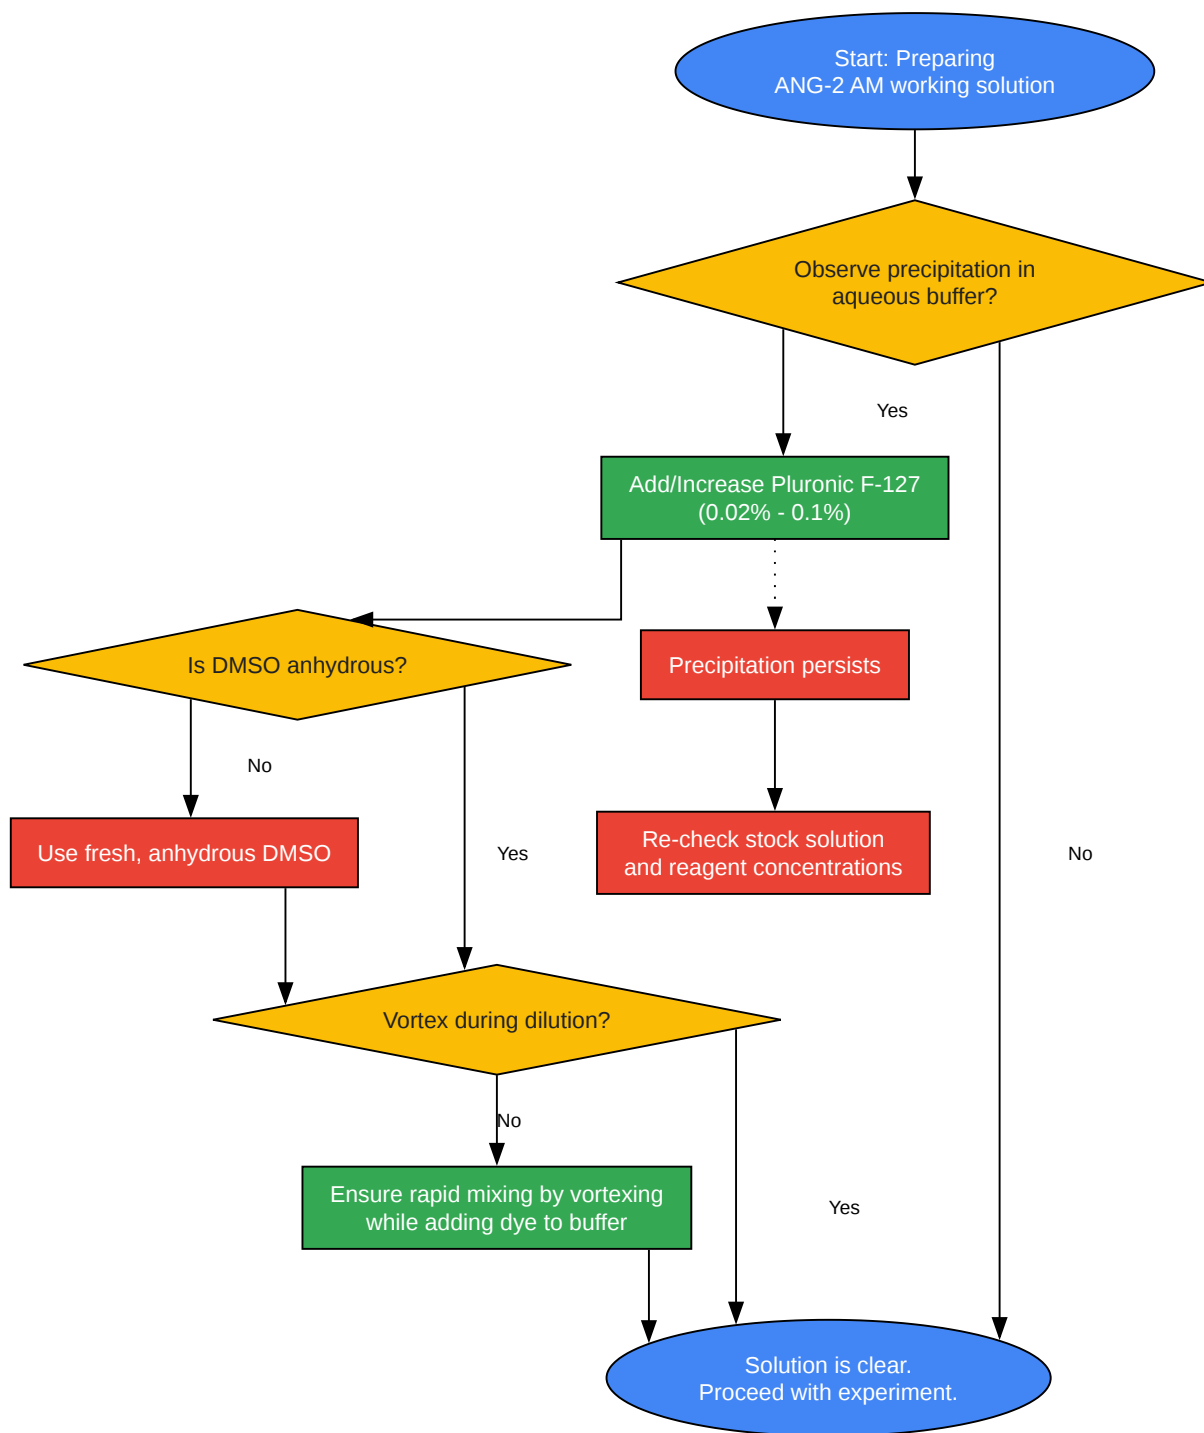 Start: Preparing
ANG-2 AM working solution
Observe precipitation in
aqueous buffer?
Yes
Add/Increase Pluronic F-127
(0.02% - 0.1%)
Is DMSO anhydrous?
Precipitation persists
No
Use fresh, anhydrous DMSO
Yes
Re-check stock solution
and reagent concentrations
No
Vortex during dilution?
No
Ensure rapid mixing by vortexing
while adding dye to buffer
Yes
Solution is clear.
Proceed with experiment.